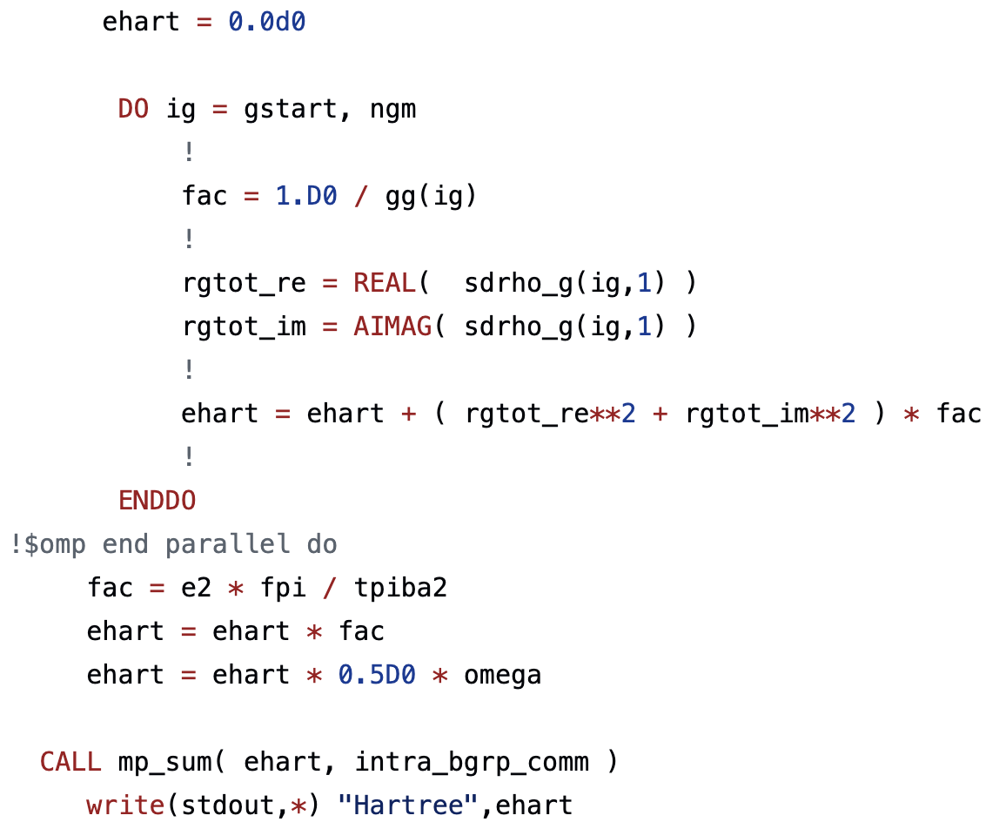 ehart = 0.0d0
DO ig = gstart, ngm
!
fac = 1.D0 / gg(ig)
!
rgtot_re = REAL(  sdrho_g(ig,1) )
rgtot_im = AIMAG( sdrho_g(ig,1) )
!
ehart = ehart + ( rgtot_re**2 + rgtot_im**2 ) * fac
!
ENDDO
!$omp end parallel do
fac = e2 * fpi / tpiba2
ehart = ehart * fac
ehart = ehart * 0.5D0 * omega
CALL mp_sum( ehart, intra_bgrp_comm )
write(stdout,*) "Hartree",ehart